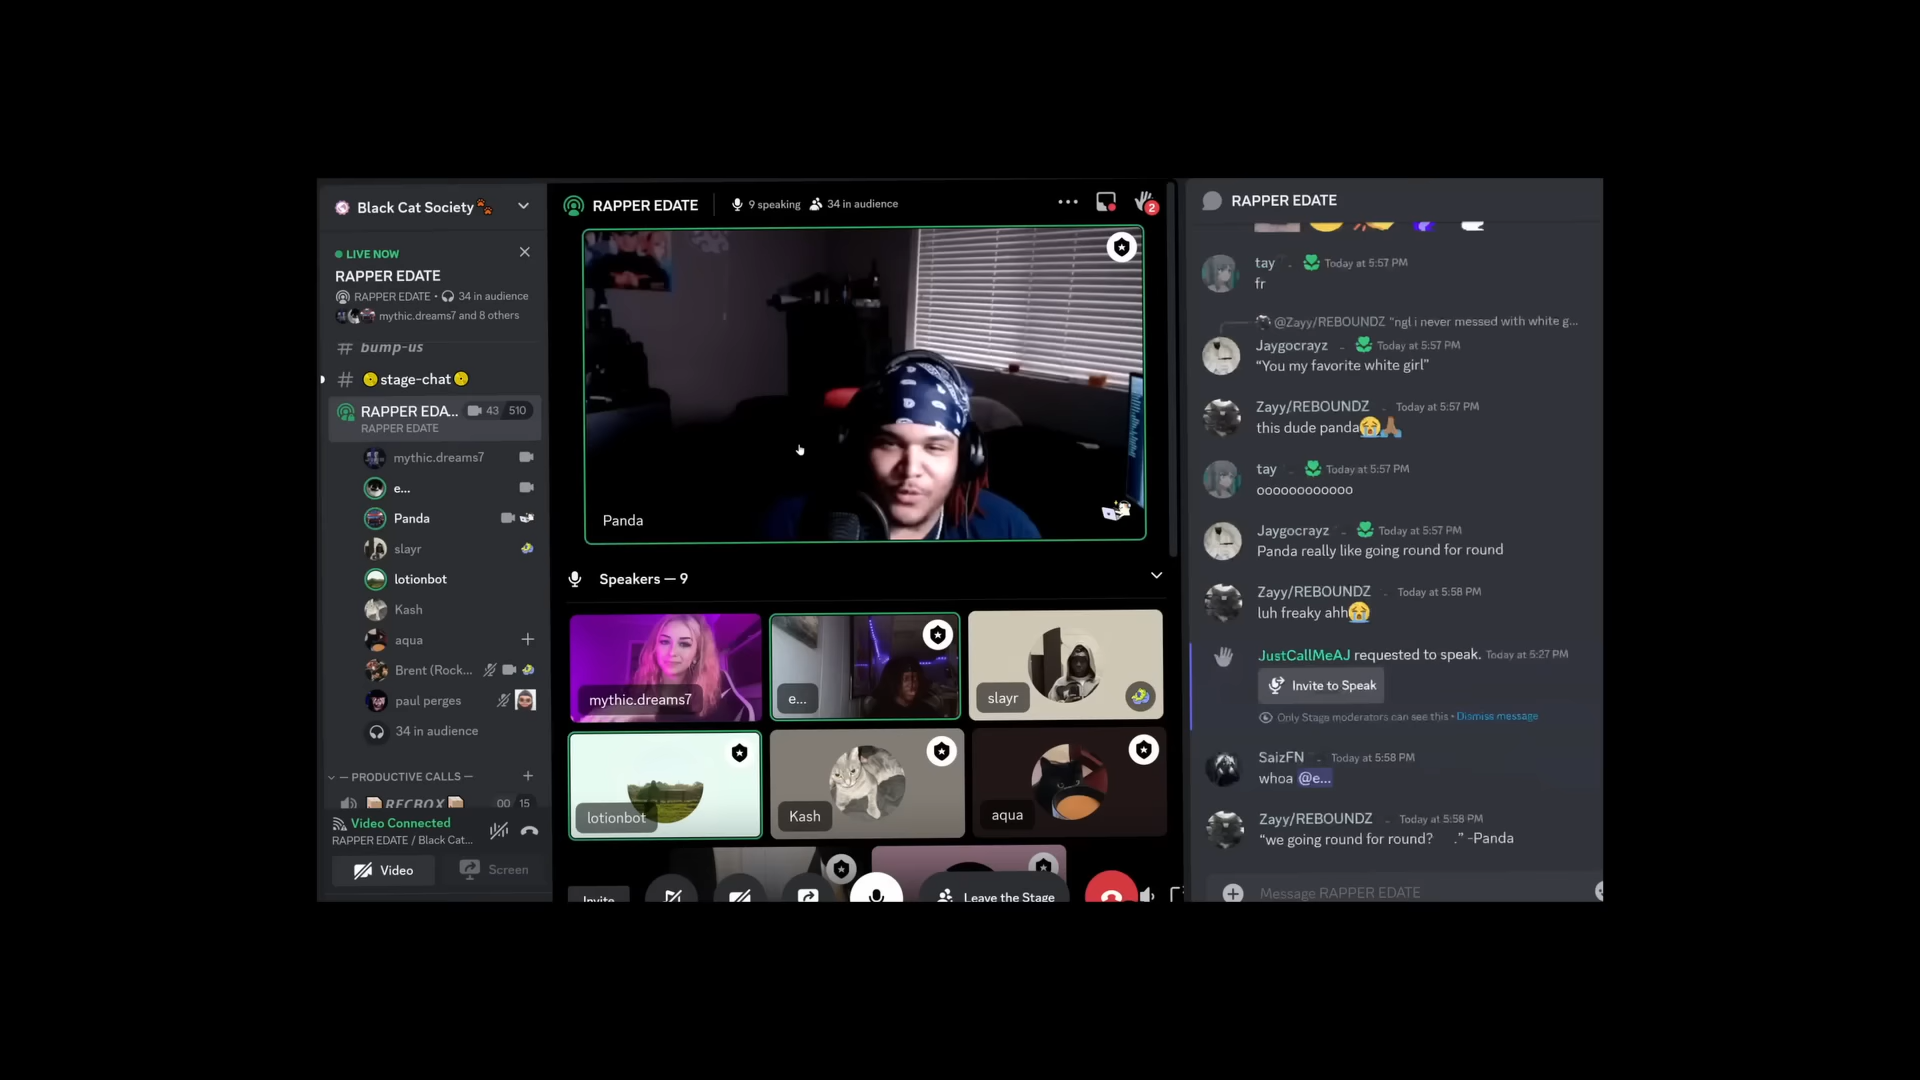 Black Cat Society
LIVE NOW
RAPPER EDATE
RAPPER EDATE • 34 in audience
mythic.dreams7 and 8 others
bump-us
stage-chat
RAPPER EDA... 43 510
RAPPER EDATE
mythic.dreams7
e...
Panda
slayr
lotionbot
Kash
aqua
Brent (Rock...
paul perges
34 in audience
— PRODUCTIVE CALLS —
RECBOX 00 15
Video Connected
RAPPER EDATE / Black Cat...
Video Screen
RAPPER EDATE 9 speaking 34 in audience
2
Panda
Speakers — 9
mythic.dreams7
e...
slayr
lotionbot
Kash
aqua
Invite
Leave the Stage
RAPPER EDATE
tay Today at 5:57 PM
fr
@Zayy/REBOUNDZ "ngl i never messed with white g...
Jaygocrayz Today at 5:57 PM
“You my favorite white girl”
Zayy/REBOUNDZ Today at 5:57 PM
this dude panda😭🙏🏾
tay Today at 5:57 PM
oooooooooooo
Jaygocrayz Today at 5:57 PM
Panda really like going round for round
Zayy/REBOUNDZ Today at 5:58 PM
luh freaky ahh😭
JustCallMeAJ requested to speak. Today at 5:27 PM
Invite to Speak
Only Stage moderators can see this • Dismiss message
SaizFN Today at 5:58 PM
whoa @e...
Zayy/REBOUNDZ Today at 5:58 PM
“we going round for round? .” -Panda
Message RAPPER EDATE